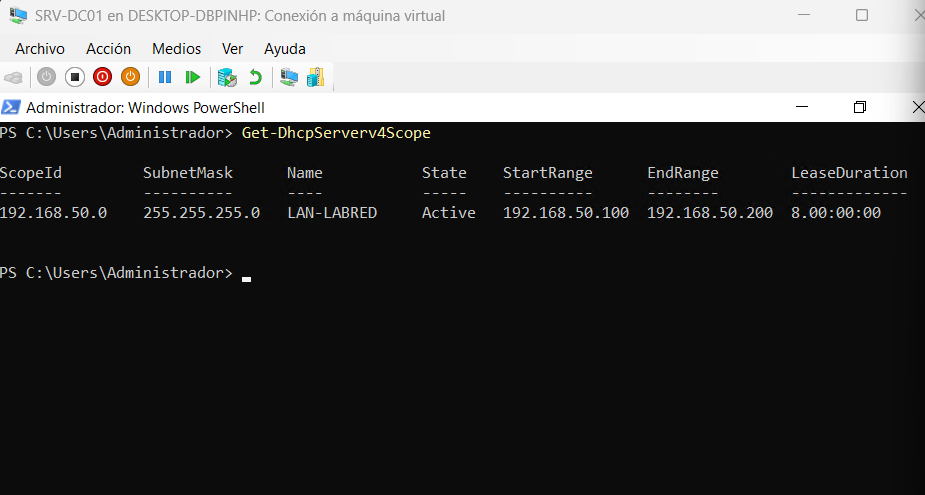 SRV-DC01 en DESKTOP-DBPINHP: Conexión a máquina virtual
Archivo Acción Medios Ver Ayuda
Administrador: Windows PowerShell
PS C:\Users\Administrador> Get-DhcpServerv4Scope
ScopeId SubnetMask Name State StartRange EndRange LeaseDuration
------- ---------- ---- ----- ---------- -------- -------------
192.168.50.0 255.255.255.0 LAN-LABRED Active 192.168.50.100 192.168.50.200 8.00:00:00
PS C:\Users\Administrador>